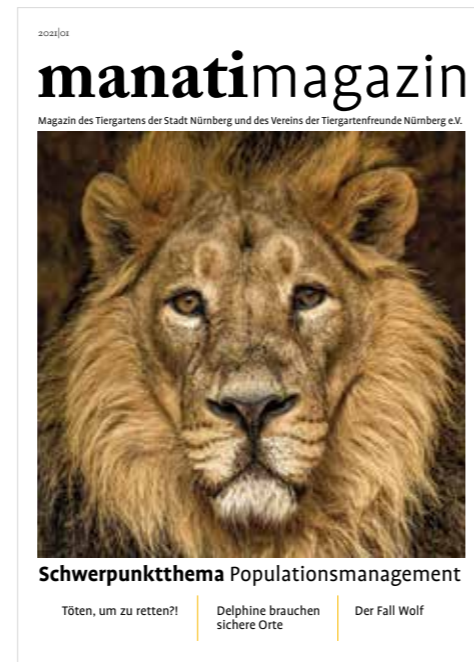 2021|01
manatimagazin
Magazin des Tiergartens der Stadt Nürnberg und des Vereins der Tiergartenfreunde Nürnberg e.V.
Schwerpunktthema Populationsmanagement
Töten, um zu retten?!
Delphine brauchen
sichere Orte
Der Fall Wolf